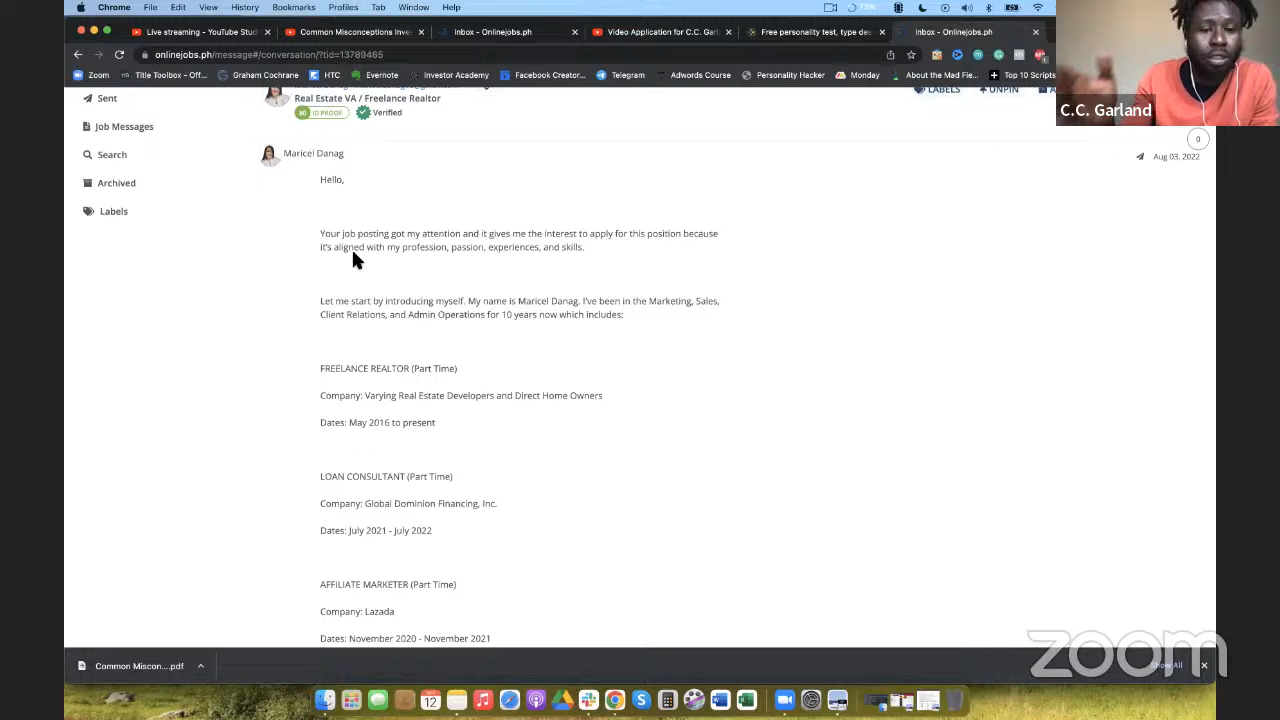 Chrome File Edit View History Bookmarks Profiles Tab Window Help 73%
Live streaming - YouTube Stud
Common Misconceptions Inve
Inbox - Onlinejobs.ph
Video Application for C.C. Garl
Free personality test, type des
Inbox - Onlinejobs.ph
onlinejobs.ph/message#/conversation/?tid=13789465
Zoom
Title Toolbox - Off...
Graham Cochrane
HTC
Evernote
Investor Academy
Facebook Creator...
Telegram
Adwords Course
Personality Hacker
Monday
About the Mad Fie...
Top 10 Scripts
C.C. Garland
Sent
Job Messages
Search
Archived
Labels
Real Estate VA / Freelance Realtor
80 ID PROOF Verified
LABELS
UNPIN
0
Maricel Danag
Aug 03, 2022
Hello,
Your job posting got my attention and it gives me the interest to apply for this position because
it's aligned with my profession, passion, experiences, and skills.
Let me start by introducing myself. My name is Maricel Danag. I've been in the Marketing, Sales,
Client Relations, and Admin Operations for 10 years now which includes:
FREELANCE REALTOR (Part Time)
Company: Varying Real Estate Developers and Direct Home Owners
Dates: May 2016 to present
LOAN CONSULTANT (Part Time)
Company: Global Dominion Financing, Inc.
Dates: July 2021 - July 2022
AFFILIATE MARKETER (Part Time)
Company: Lazada
Dates: November 2020 - November 2021
Common Miscon....pdf
Show All
zoom
12